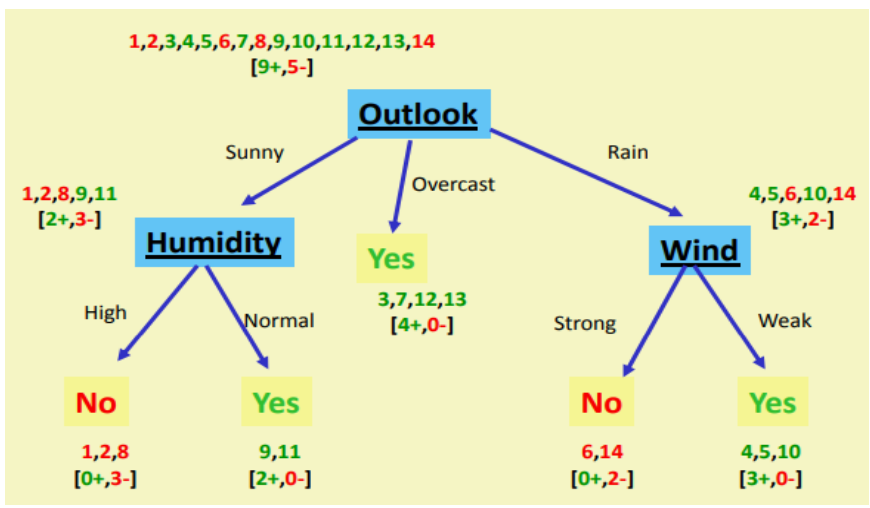 1,2,3,4,5,6,7,8,9,10,11,12,13,14
[9+,5-]
Outlook
Sunny
Overcast
Rain
1,2,8,9,11
[2+,3-]
4,5,6,10,14
[3+,2-]
Humidity
Yes
Wind
3,7,12,13
[4+,0-]
High
Normal
Strong
Weak
No
Yes
No
Yes
1,2,8
[0+,3-]
9,11
[2+,0-]
6,14
[0+,2-]
4,5,10
[3+,0-]